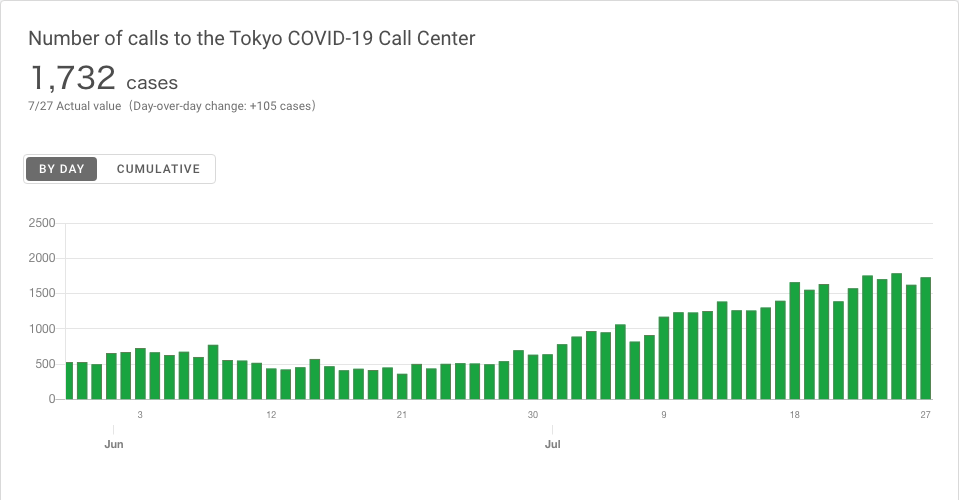 Number of calls to the Tokyo COVID-19 Call Center
1,732 cases
7/27 Actual value（Day-over-day change: +105 cases）
BY DAY CUMULATIVE
2500
2000
1500
1000
500
0
3 12 21 30 9 18 27
Jun Jul